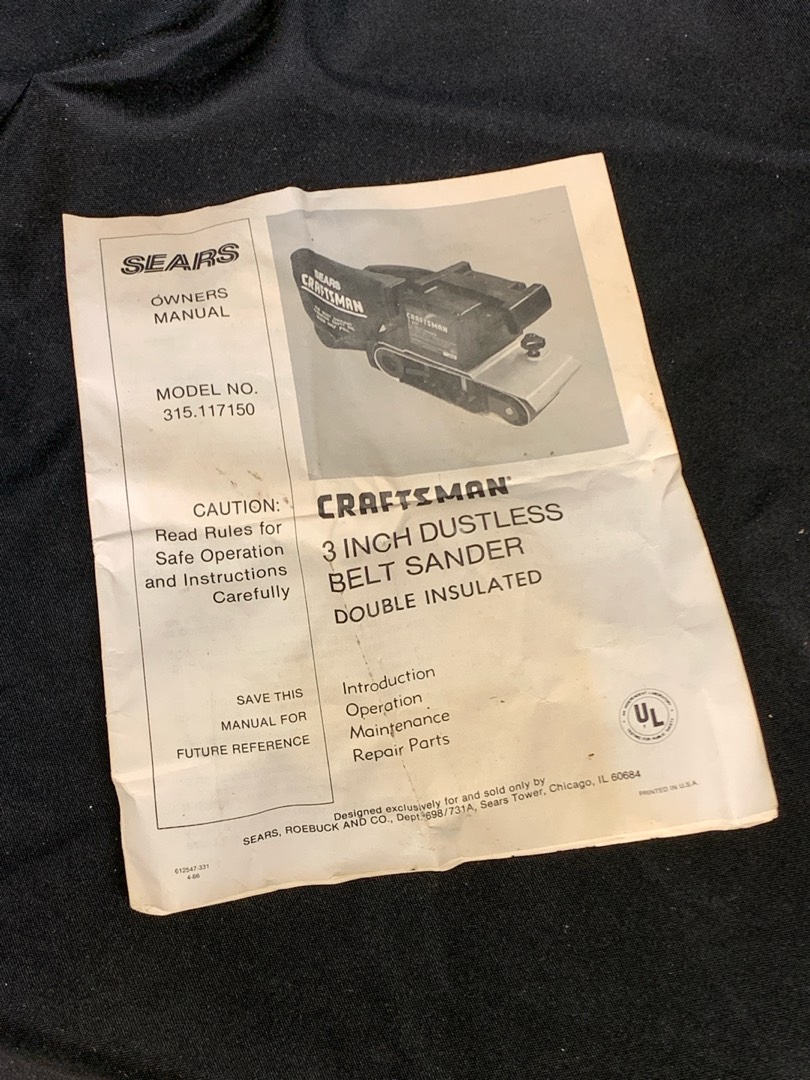 SEARS
OWNERS
MANUAL
MODEL NO.
315.117150
CAUTION:
Read Rules for
Safe Operation
and Instructions
Carefully
SAVE THIS
MANUAL FOR
FUTURE REFERENCE
SEARS
CRAFTSMAN
CRAFTSMAN
CRAFTSMAN®
3 INCH DUSTLESS
BELT SANDER
DOUBLE INSULATED
Introduction
Operation
Maintenance
Repair Parts
UL
Designed exclusively for and sold only by
SEARS, ROEBUCK AND CO., Dept. 698/731A, Sears Tower, Chicago, IL 60684
PRINTED IN U.S.A.
612547-331
4-86